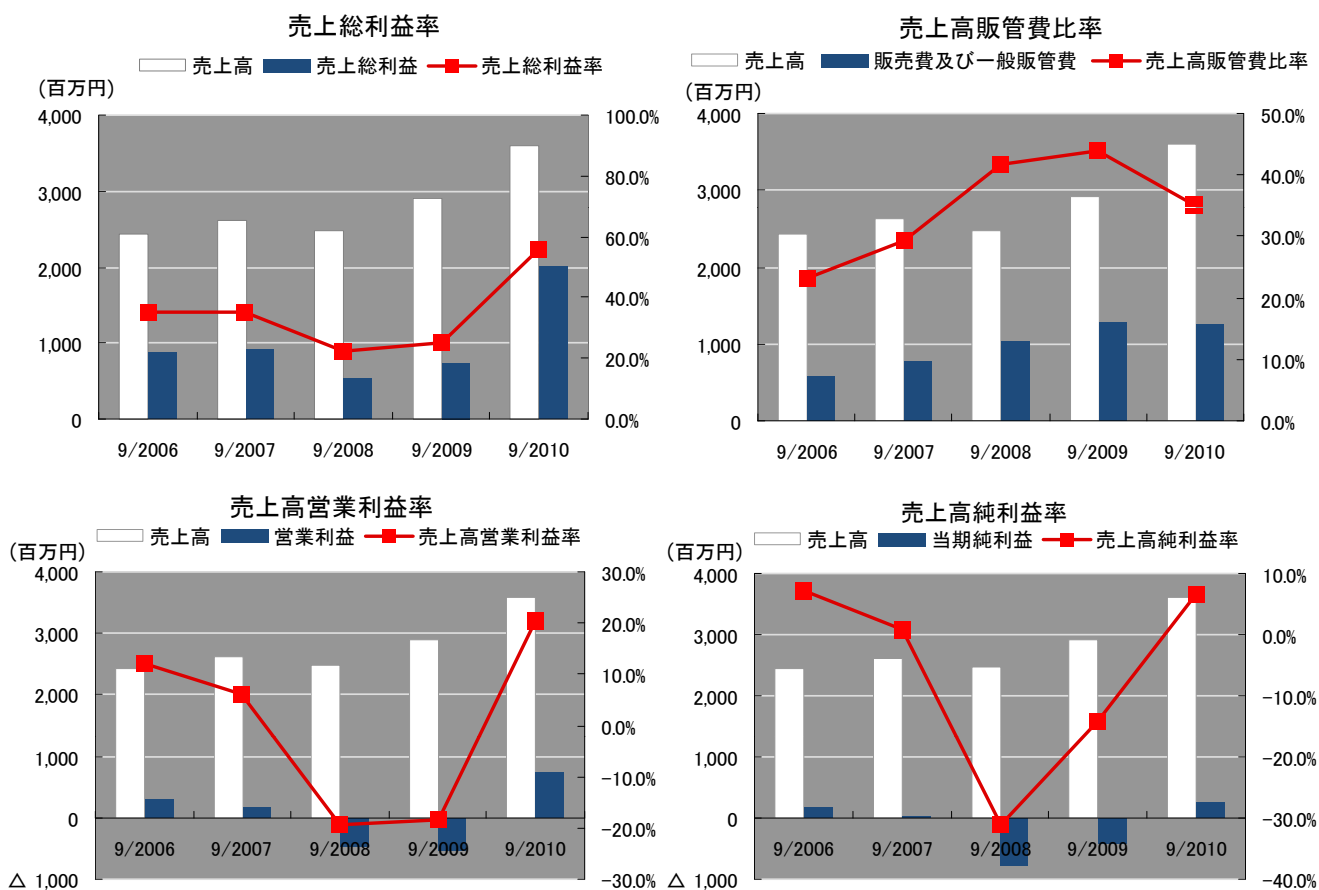 売上総利益率
売上高 売上総利益 売上総利益率
(百万円)
4,000 100.0%
80.0%
3,000
60.0%
2,000
40.0%
1,000
20.0%
0 0.0%
9/2006 9/2007 9/2008 9/2009 9/2010
売上高販管費比率
売上高 販売費及び一般販管費 売上高販管費比率
(百万円)
4,000 50.0%
40.0%
3,000
30.0%
2,000
20.0%
1,000
10.0%
0 0.0%
9/2006 9/2007 9/2008 9/2009 9/2010
売上高営業利益率
売上高 営業利益 売上高営業利益率
(百万円)
4,000 30.0%
20.0%
3,000
10.0%
2,000
0.0%
1,000
-10.0%
0
-20.0%
9/2006 9/2007 9/2008 9/2009 9/2010
△ 1,000 -30.0%
売上高純利益率
売上高 当期純利益 売上高純利益率
(百万円)
4,000 10.0%
3,000 0.0%
2,000 -10.0%
1,000 -20.0%
0 -30.0%
9/2006 9/2007 9/2008 9/2009 9/2010
△ 1,000 -40.0%